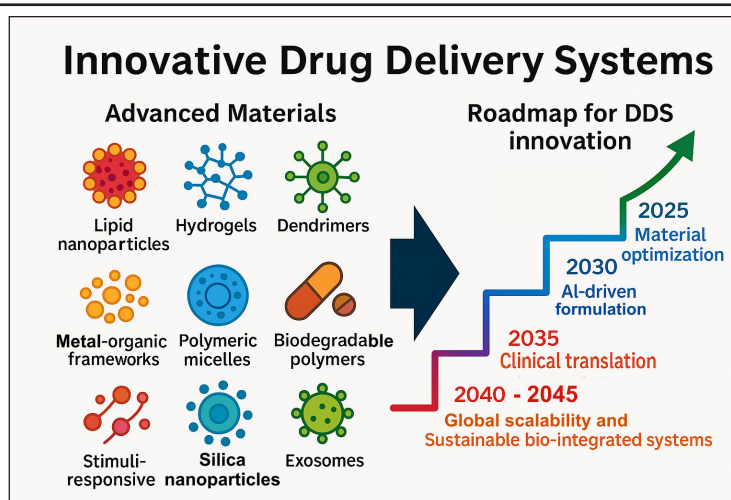 Innovative Drug Delivery Systems
Advanced Materials
Lipid
nanoparticles
Hydrogels
Dendrimers
Metal-organic
frameworks
Polymeric
micelles
Biodegradable
polymers
Stimuli-
responsive
Silica
nanoparticles
Exosomes
Roadmap for DDS
innovation
2025
Material
optimization
2030
AI-driven
formulation
2035
Clinical translation
2040 - 2045
Global scalability and
Sustainable bio-integrated systems